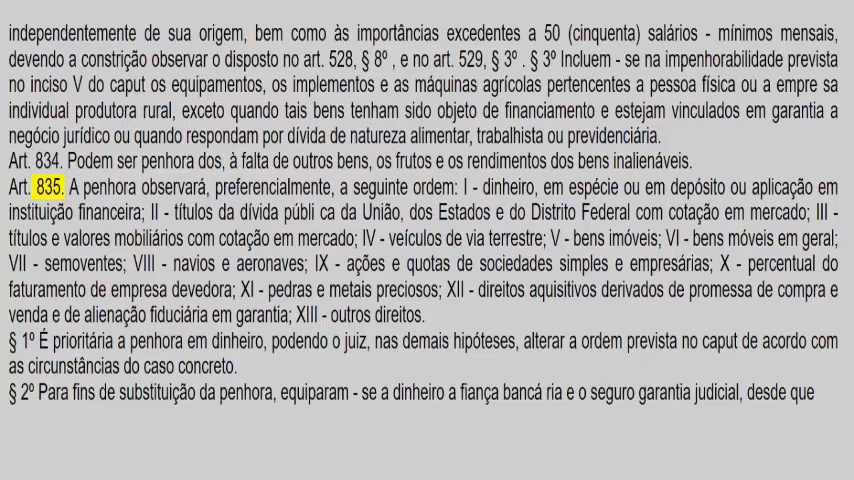 independentemente de sua origem, bem como às importâncias excedentes a 50 (cinquenta) salários - mínimos mensais,
devendo a constrição observar o disposto no art. 528, § 8º , e no art. 529, § 3º . § 3º Incluem - se na impenhorabilidade prevista
no inciso V do caput os equipamentos, os implementos e as máquinas agrícolas pertencentes a pessoa física ou a empre sa
individual produtora rural, exceto quando tais bens tenham sido objeto de financiamento e estejam vinculados em garantia a
negócio jurídico ou quando respondam por dívida de natureza alimentar, trabalhista ou previdenciária.
Art. 834. Podem ser penhora dos, à falta de outros bens, os frutos e os rendimentos dos bens inalienáveis.
Art. 835. A penhora observará, preferencialmente, a seguinte ordem: I - dinheiro, em espécie ou em depósito ou aplicação em
instituição financeira; II - títulos da dívida públi ca da União, dos Estados e do Distrito Federal com cotação em mercado; III -
títulos e valores mobiliários com cotação em mercado; IV - veículos de via terrestre; V - bens imóveis; VI - bens móveis em geral;
VII - semoventes; VIII - navios e aeronaves; IX - ações e quotas de sociedades simples e empresárias; X - percentual do
faturamento de empresa devedora; XI - pedras e metais preciosos; XII - direitos aquisitivos derivados de promessa de compra e
venda e de alienação fiduciária em garantia; XIII - outros direitos.
§ 1º É prioritária a penhora em dinheiro, podendo o juiz, nas demais hipóteses, alterar a ordem prevista no caput de acordo com
as circunstâncias do caso concreto.
§ 2º Para fins de substituição da penhora, equiparam - se a dinheiro a fiança bancá ria e o seguro garantia judicial, desde que